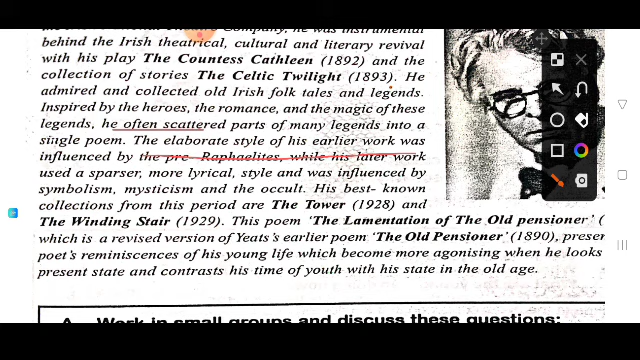 Company, he was instrumental
behind the Irish theatrical, cultural and literary revival
with his play The Countess Cathleen (1892) and the
collection of stories The Celtic Twilight (1893). He
admired and collected old Irish folk tales and legends.
Inspired by the heroes, the romance, and the magic of these
legends, he often scattered parts of many legends into a
single poem. The elaborate style of his earlier work was
influenced by the pre- Raphaelites, while his later work
used a sparser, more lyrical, style and was influenced by
symbolism, mysticism and the occult. His best- known
collections from this period are The Tower (1928) and
The Winding Stair (1929). This poem 'The Lamentation of The Old pensioner' (
which is a revised version of Yeats's earlier poem 'The Old Pensioner' (1890), presen
poet's reminiscences of his young life which become more agonising when he looks
present state and contrasts his time of youth with his state in the old age.
A. Work in small groups and discuss these questions: